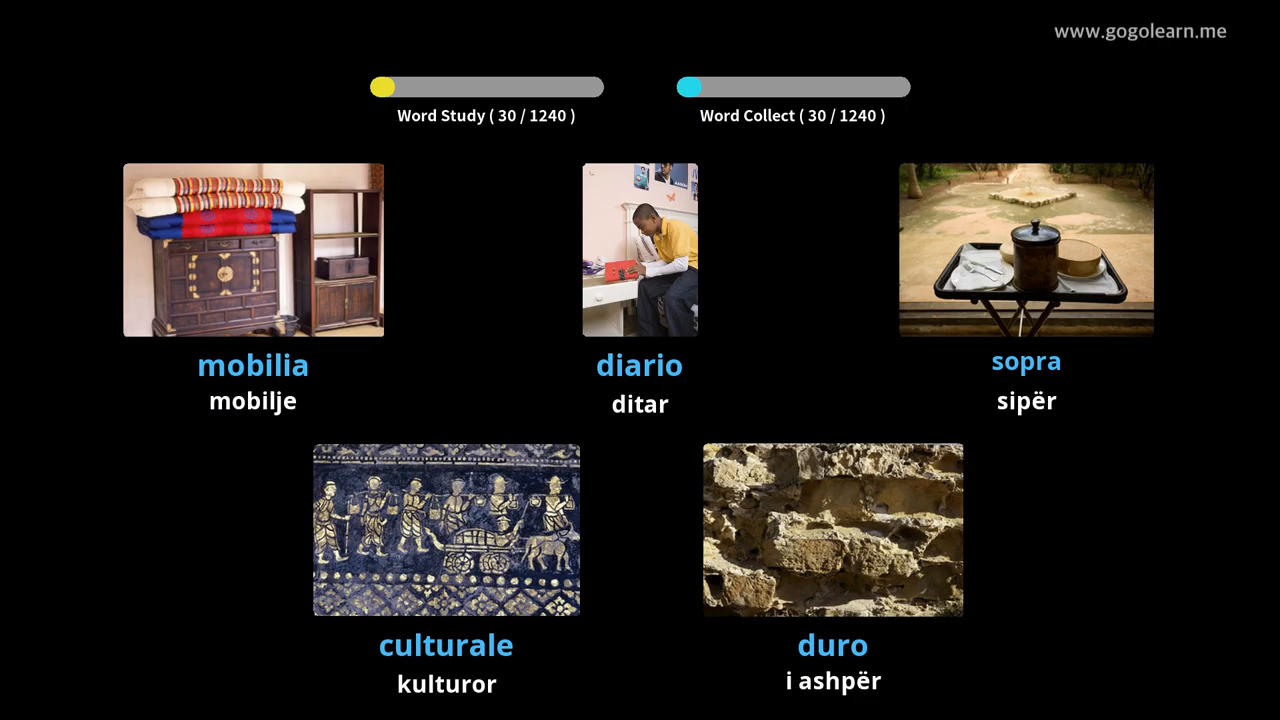 www.gogolearn.me
Word Study ( 30 / 1240 )
Word Collect ( 30 / 1240 )
mobilia
mobilje
diario
ditar
sopra
sipër
culturale
kulturor
duro
i ashpër